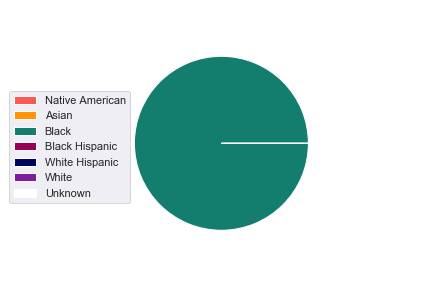 Native American
Asian
Black
Black Hispanic
White Hispanic
White
Unknown